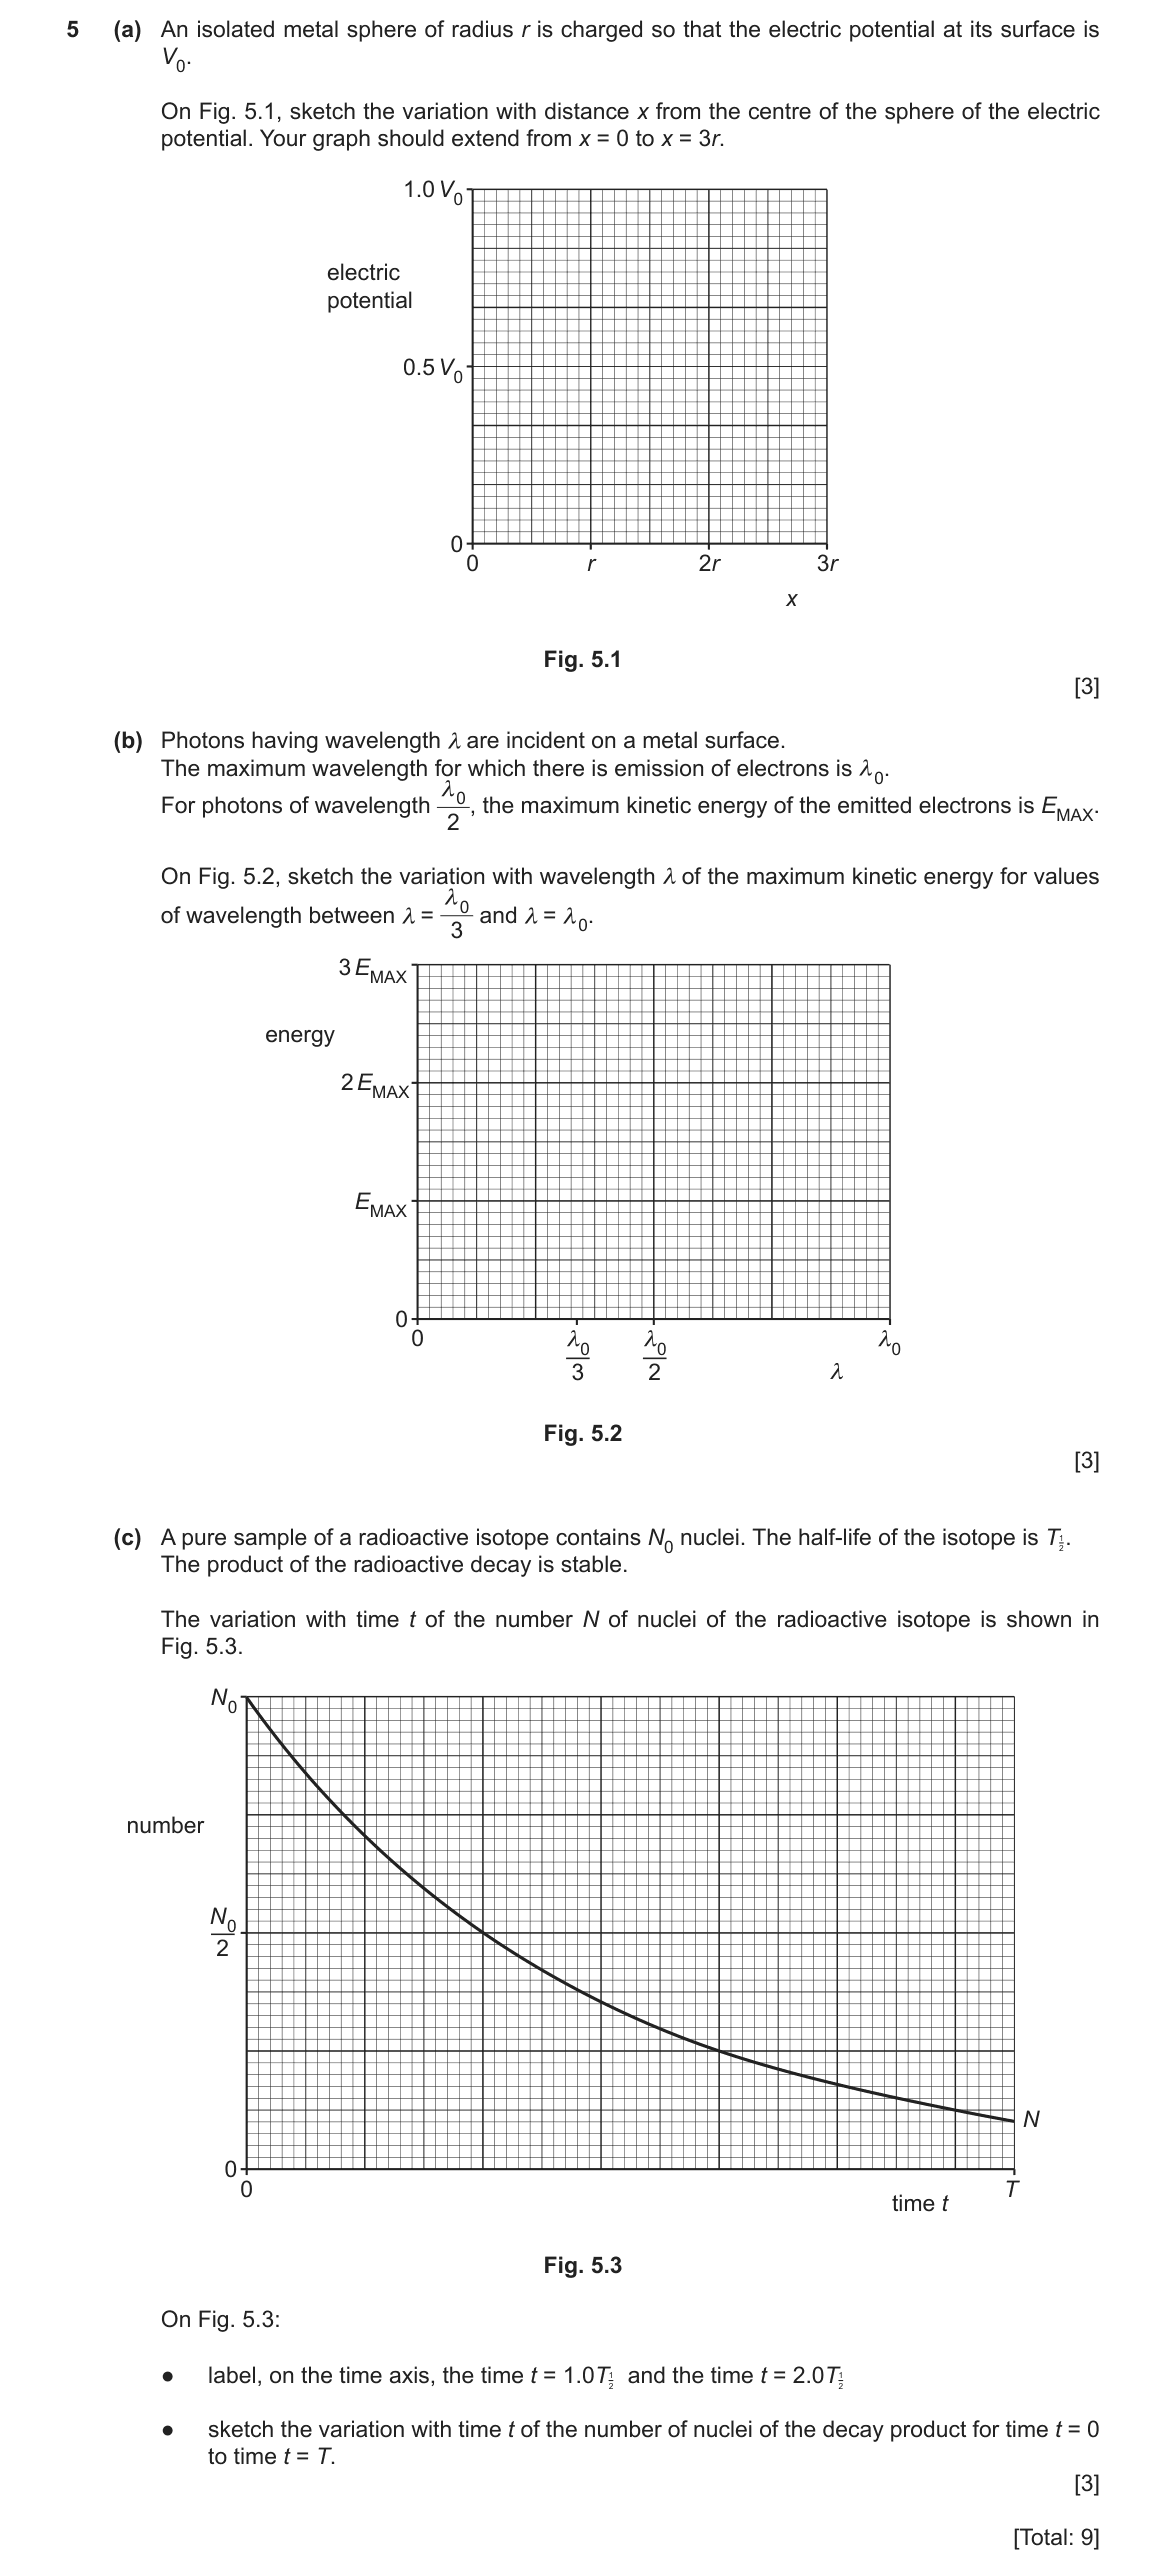 5 (a) An isolated metal sphere of radius r is charged so that the electric potential at its surface is
V0.
On Fig. 5.1, sketch the variation with distance x from the centre of the sphere of the electric
potential. Your graph should extend from x = 0 to x = 3r.
1.0 V0
electric
potential
0.5 V0
0
0 r 2r 3r
x
Fig. 5.1
[3]
(b) Photons having wavelength λ are incident on a metal surface.
The maximum wavelength for which there is emission of electrons is λ0.
For photons of wavelength λ0/2, the maximum kinetic energy of the emitted electrons is EMAX.
On Fig. 5.2, sketch the variation with wavelength λ of the maximum kinetic energy for values
of wavelength between λ = λ0/3 and λ = λ0.
3 EMAX
energy
2 EMAX
EMAX
0
0 λ0/3 λ0/2 λ0
λ
Fig. 5.2
[3]
(c) A pure sample of a radioactive isotope contains N0 nuclei. The half-life of the isotope is T½.
The product of the radioactive decay is stable.
The variation with time t of the number N of nuclei of the radioactive isotope is shown in
Fig. 5.3.
N0
number
N0/2
N
0
0 T
time t
Fig. 5.3
On Fig. 5.3:
● label, on the time axis, the time t = 1.0T½ and the time t = 2.0T½
● sketch the variation with time t of the number of nuclei of the decay product for time t = 0
to time t = T.
[3]
[Total: 9]